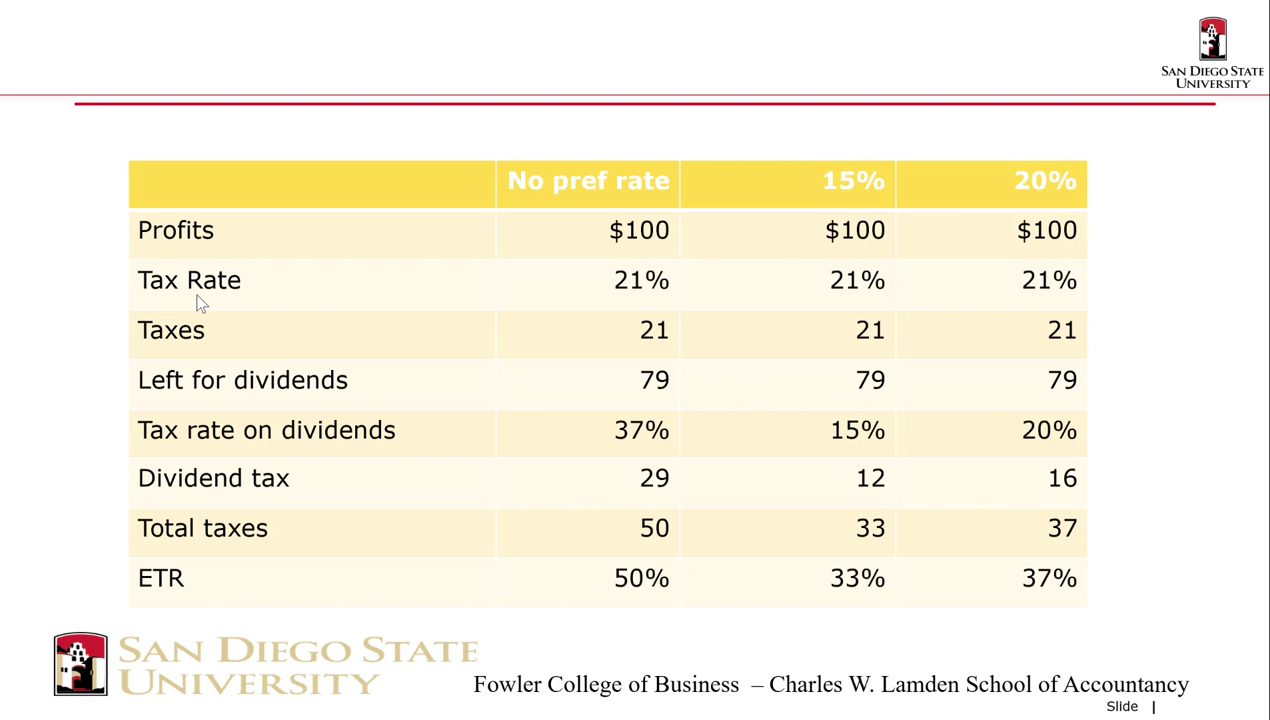 SAN DIEGO STATE
UNIVERSITY
No pref rate 15% 20%
Profits $100 $100 $100
Tax Rate 21% 21% 21%
Taxes 21 21 21
Left for dividends 79 79 79
Tax rate on dividends 37% 15% 20%
Dividend tax 29 12 16
Total taxes 50 33 37
ETR 50% 33% 37%
SAN DIEGO STATE
UNIVERSITY
Fowler College of Business – Charles W. Lamden School of Accountancy
Slide